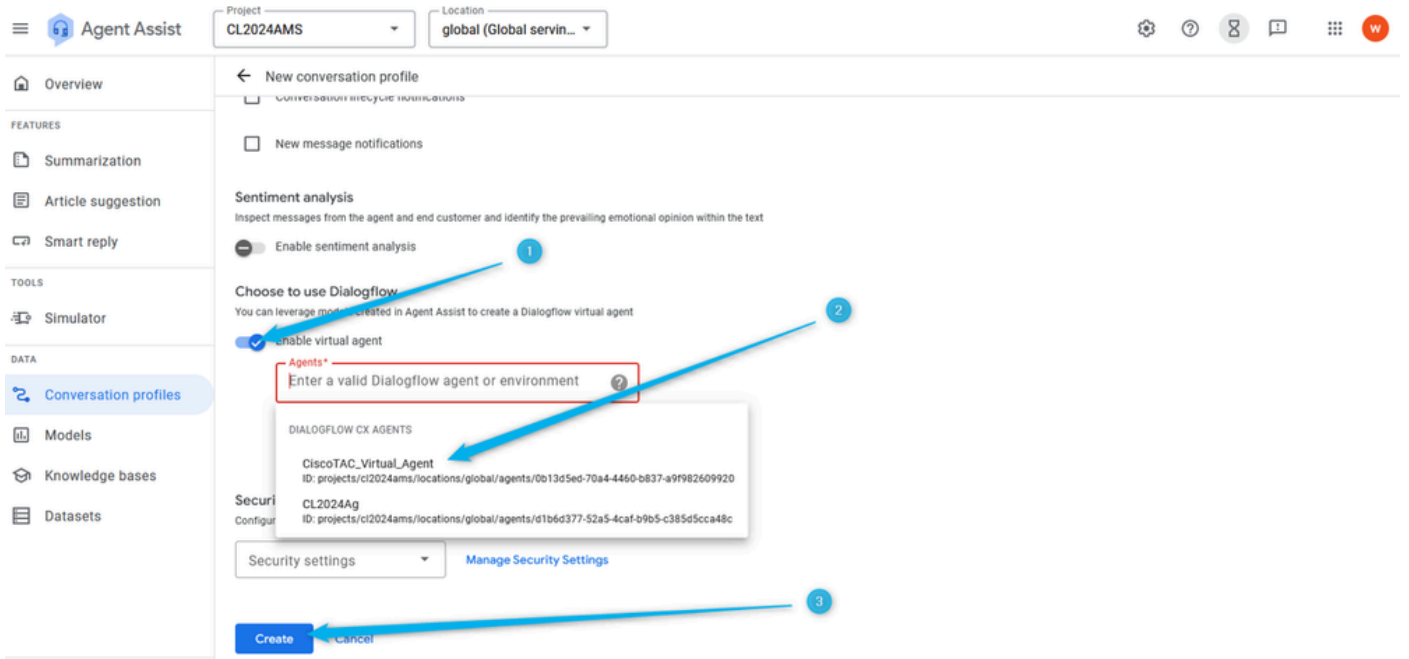 Agent Assist
Project
CL2024AMS
Location
global (Global servin...
W
Overview
FEATURES
Summarization
Article suggestion
Smart reply
TOOLS
Simulator
DATA
Conversation profiles
Models
Knowledge bases
Datasets
New conversation profile
Conversation lifecycle notifications
New message notifications
Sentiment analysis
Inspect messages from the agent and end customer and identify the prevailing emotional opinion within the text
Enable sentiment analysis
1
Choose to use Dialogflow
You can leverage models created in Agent Assist to create a Dialogflow virtual agent
2
Enable virtual agent
Agents*
Enter a valid Dialogflow agent or environment
DIALOGFLOW CX AGENTS
CiscoTAC_Virtual_Agent
ID: projects/cl2024ams/locations/global/agents/0b13d5ed-70a4-4460-b837-a9f982609920
CL2024Ag
ID: projects/cl2024ams/locations/global/agents/d1b6d377-52a5-4caf-b9b5-c385d5cca48c
Securi
Configur
Security settings
Manage Security Settings
3
Create
Cancel